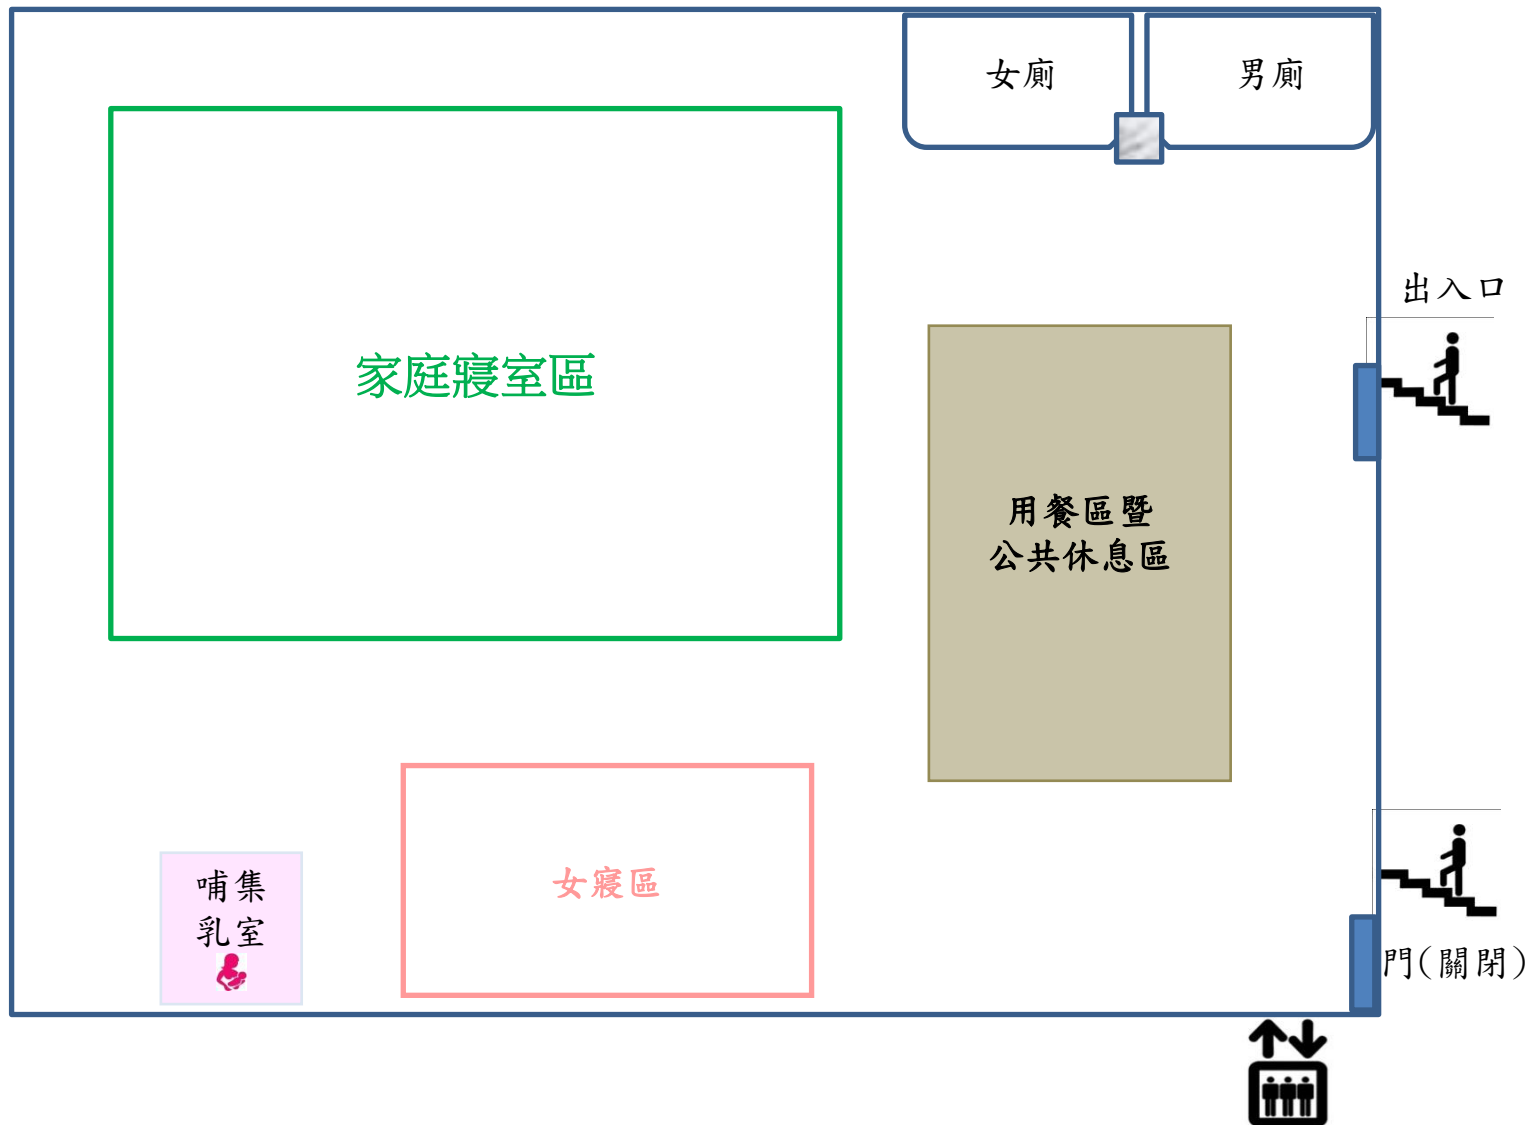 女廁
男廁
出入口
家庭寢室區
用餐區暨
公共休息區
女寢區
哺集
乳室
門(關閉)